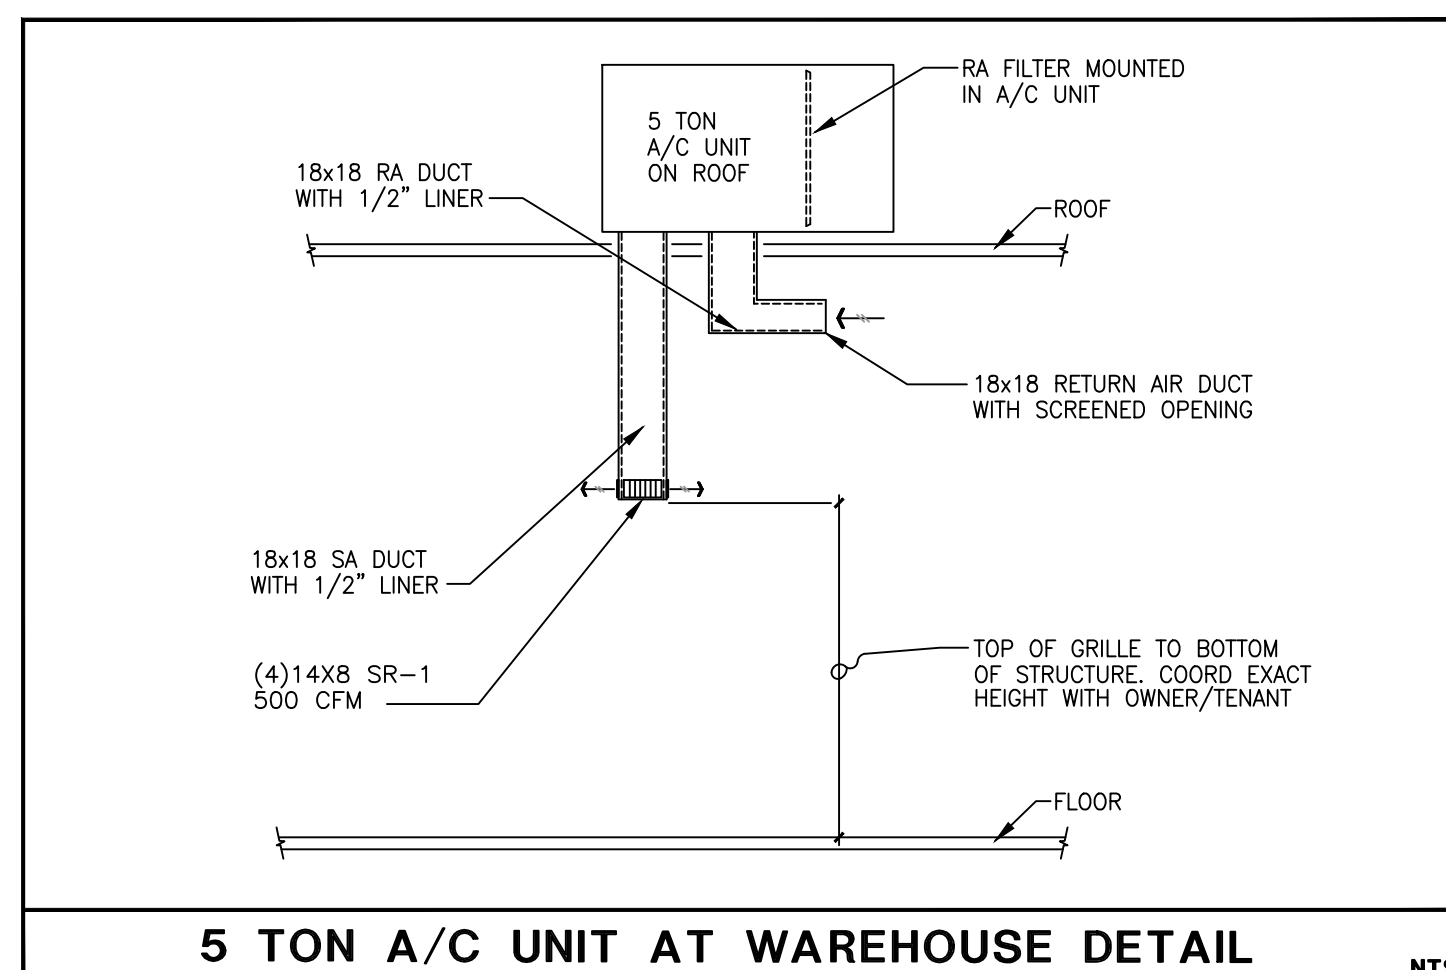 RA FILTER MOUNTED
IN A/C UNIT
5 TON
A/C UNIT
ON ROOF
18x18 RA DUCT
WITH 1/2” LINER
ROOF
18x18 RETURN AIR DUCT
WITH SCREENED OPENING
18x18 SA DUCT
WITH 1/2” LINER
(4)14X8 SR-1
500 CFM
TOP OF GRILLE TO BOTTOM
OF STRUCTURE. COORD EXACT
HEIGHT WITH OWNER/TENANT
FLOOR
5 TON A/C UNIT AT WAREHOUSE DETAIL